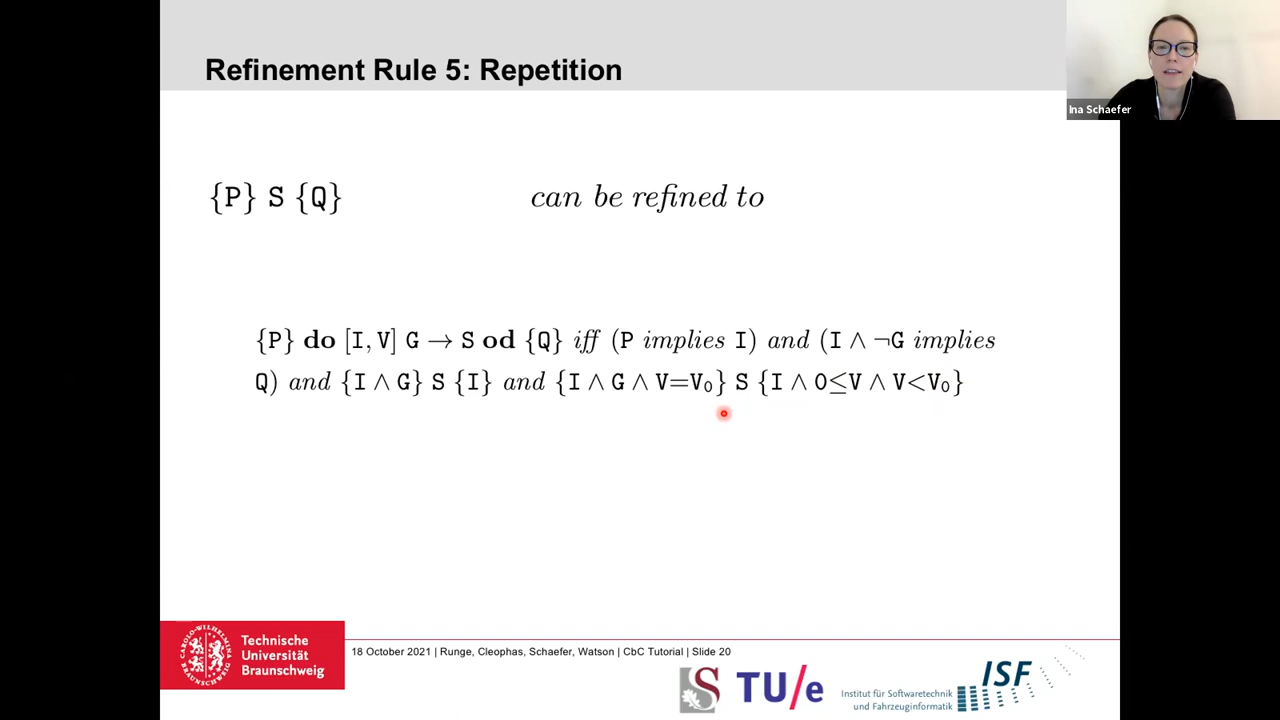 Refinement Rule 5: Repetition
Ina Schaefer
{P} S {Q} can be refined to
{P} do [I, V] G → S od {Q} iff (P implies I) and (I ∧ ¬G implies
Q) and {I ∧ G} S {I} and {I ∧ G ∧ V=V₀} S {I ∧ 0≤V ∧ V<V₀}
Technische
Universität
Braunschweig
18 October 2021 | Runge, Cleophas, Schaefer, Watson | CbC Tutorial | Slide 20
TU/e
Institut für Softwaretechnik
und Fahrzeuginformatik
ISF